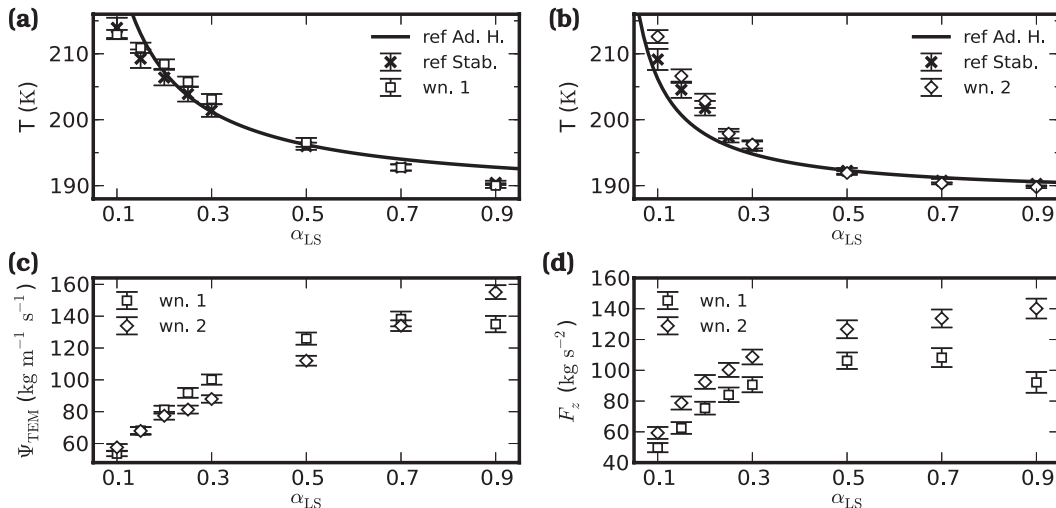 (a)
T (K)
210
200
190
ref Ad. H.
ref Stab.
wn. 1
0.1 0.3 0.5 0.7 0.9
α_LS
(b)
T (K)
210
200
190
ref Ad. H.
ref Stab.
wn. 2
0.1 0.3 0.5 0.7 0.9
α_LS
(c)
Ψ_TEM (kg m⁻¹ s⁻¹)
160
140
120
100
80
60
wn. 1
wn. 2
0.1 0.3 0.5 0.7 0.9
α_LS
(d)
F_z (kg s⁻²)
160
140
120
100
80
60
40
wn. 1
wn. 2
0.1 0.3 0.5 0.7 0.9
α_LS